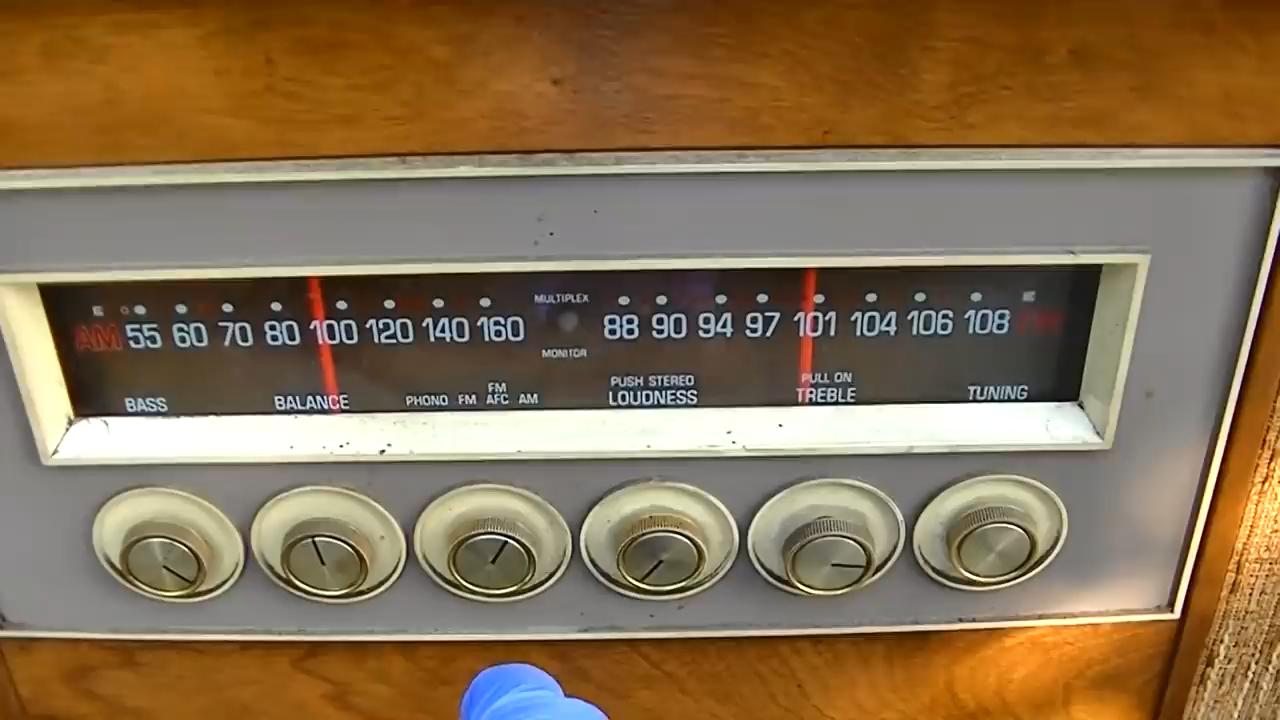 MULTIPLEX
AM 55 60 70 80 100 120 140 160 88 90 94 97 101 104 106 108 FM
MONITOR
BASS BALANCE PHONO FM FM AFC AM PUSH STEREO LOUDNESS PULL ON TREBLE TUNING